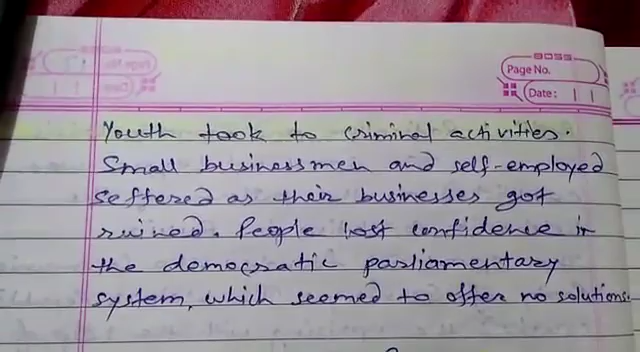 Page No.
Date:
Youth took to criminal activities.
Small businessmen and self-employed
seffered as their businesses got
ruined. People lost confidence in
the democratic parliamentary
system, which seemed to offer no solutions.